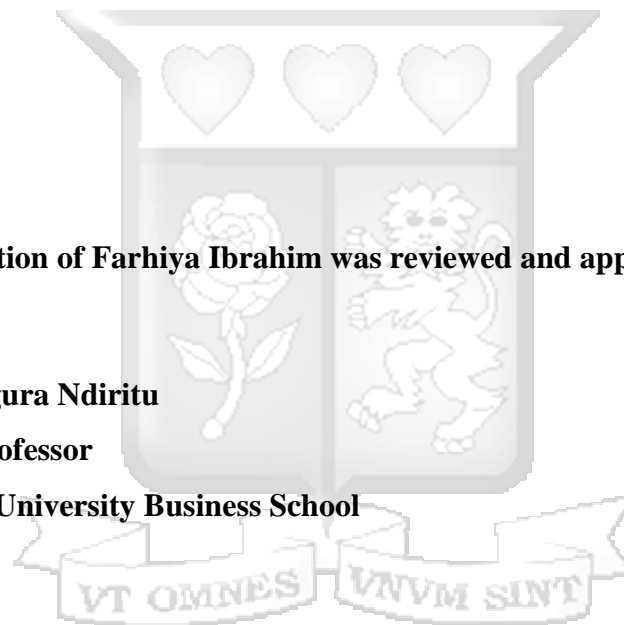 tion of Farhiya Ibrahim was reviewed and app
gura Ndiritu
ofessor
University Business School
VT OMNES VNVM SINT